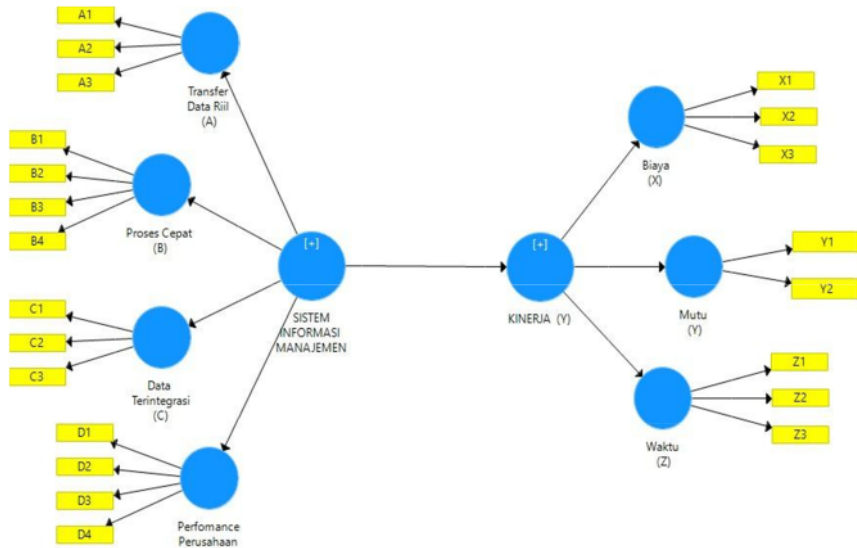 A1
A2
A3
Transfer
Data Riil
(A)
B1
B2
B3
B4
Proses Cepat
(B)
C1
C2
C3
Data
Terintegrasi
(C)
D1
D2
D3
D4
Perfomance
Perusahaan
[+]
SISTEM
INFORMASI
MANAJEMEN
[+]
KINERJA (Y)
X1
X2
X3
Biaya
(X)
Y1
Y2
Mutu
(Y)
Z1
Z2
Z3
Waktu
(Z)